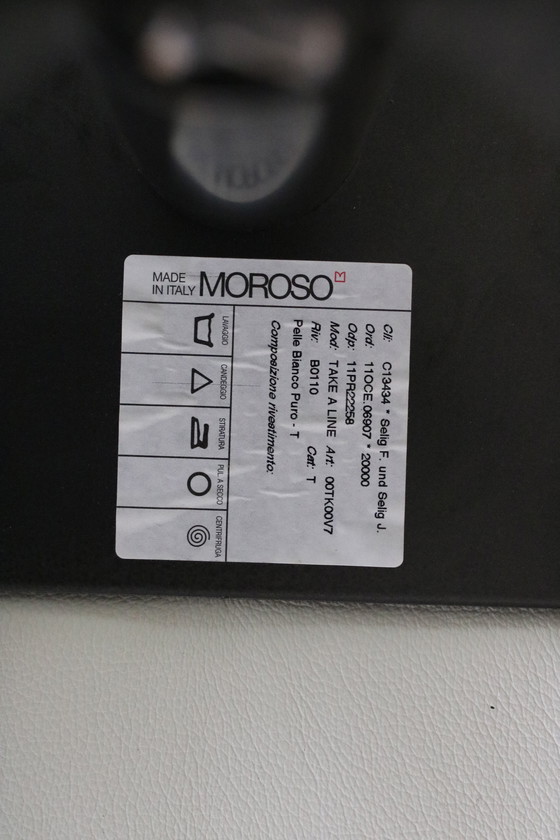 MADE
IN ITALY
MOROSO
Cli: C13434 * Selig F. und Selig J.
Ord: 11OCE.06907 * 20000
Odp: 11PR22258
Mod: TAKE A LINE Art: 00TK00V7
Riv: B0110 Cat: T
Pelle Bianco Puro - T
Composizione rivestimento:
LAVAGGIO
CANDEGGIO
STIRATURA
PUL. A SECCO
CENTRIFUGA